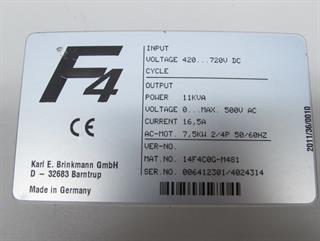 F4
CE
Karl E. Brinkmann GmbH
D – 32683 Barntrup
Made in Germany
INPUT
VOLTAGE 420...720V DC
CYCLE
OUTPUT
POWER 11KVA
VOLTAGE 0...MAX. 500V AC
CURRENT 16,5A
AC-MOT. 7,5KW 2/4P 50/60HZ
VER-NO.
MAT.NO. 14F4C0G-M4B1
SER.NO. 006412301/4024314
2011/36/0010